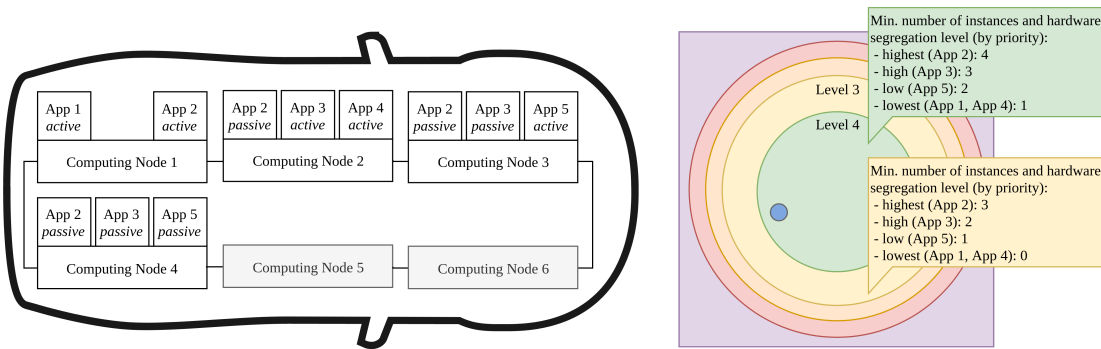 App 1
active
App 2
active
Computing Node 1
App 2
passive
App 3
active
App 4
active
Computing Node 2
App 2
passive
App 3
passive
App 5
active
Computing Node 3
App 2
passive
App 3
passive
App 5
passive
Computing Node 4
Computing Node 5
Computing Node 6
Level 3
Level 4
Min. number of instances and hardware
segregation level (by priority):
- highest (App 2): 4
- high (App 3): 3
- low (App 5): 2
- lowest (App 1, App 4): 1
Min. number of instances and hardware
segregation level (by priority):
- highest (App 2): 3
- high (App 3): 2
- low (App 5): 1
- lowest (App 1, App 4): 0